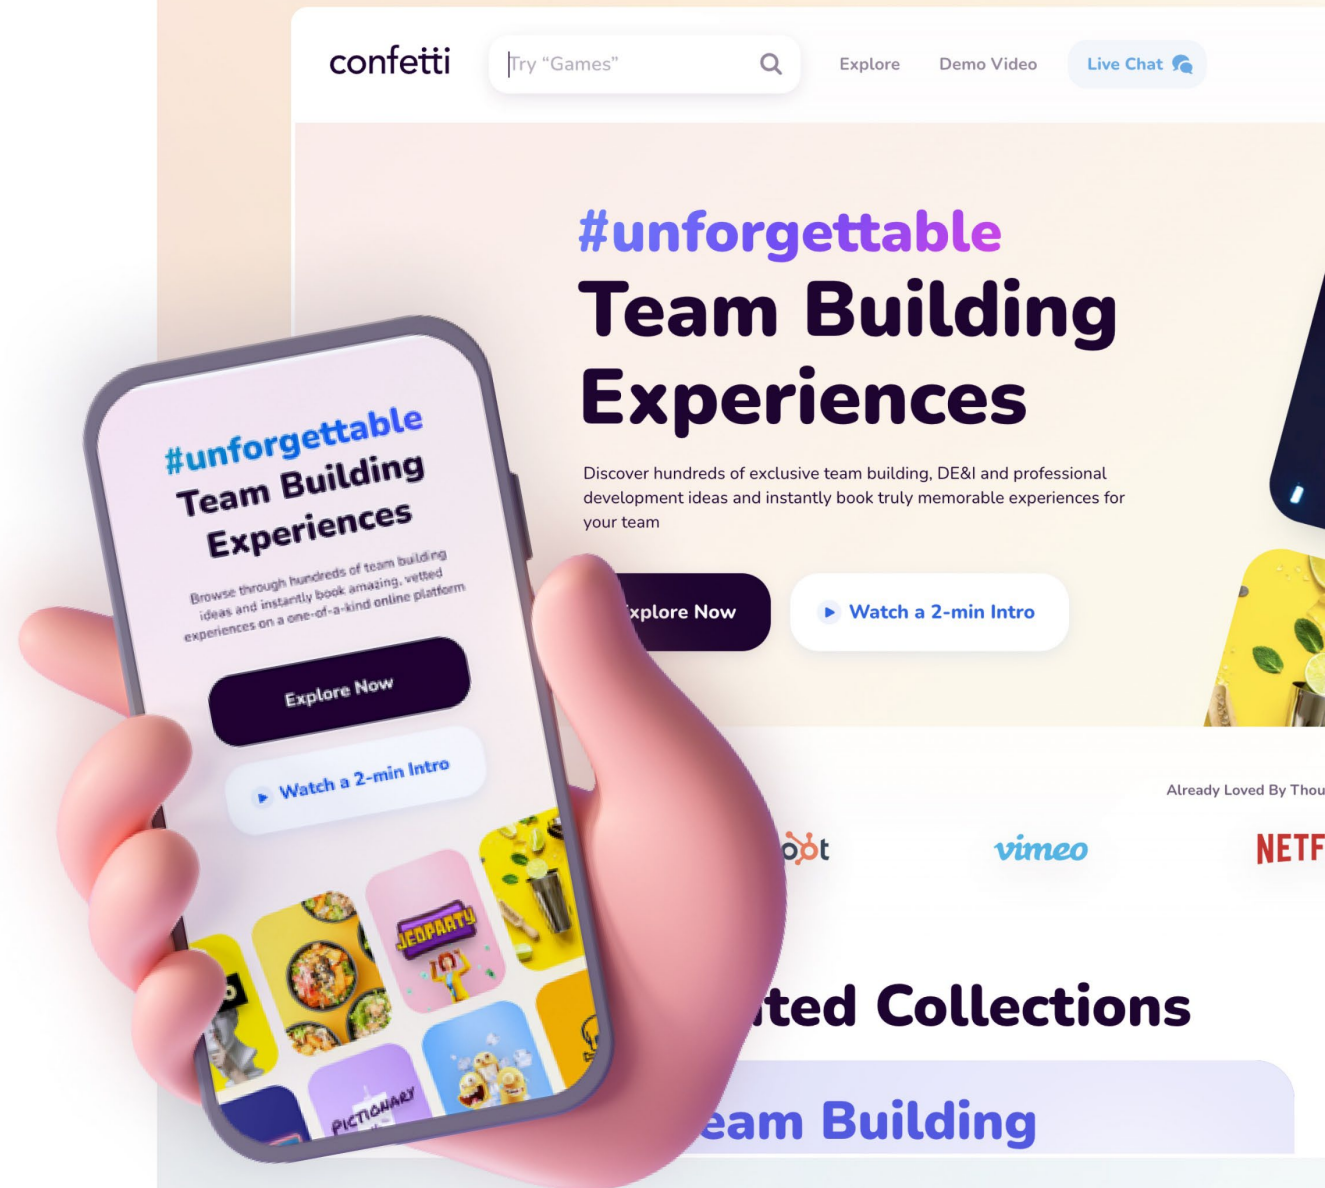 confetti
Try “Games”
Explore
Demo Video
Live Chat
#unforgettable
Team Building
Experiences
Discover hundreds of exclusive team building, DE&I and professional
development ideas and instantly book truly memorable experiences for
your team
xplore Now
Watch a 2-min Intro
Already Loved By Thou
ot
vimeo
NETF
ted Collections
eam Building
#unforgettable
Team Building
Experiences
Browse through hundreds of team building
ideas and instantly book amazing, vetted
experiences on a one-of-a-kind online platform
Explore Now
Watch a 2-min Intro
JEOPARTY
PICTIONARY